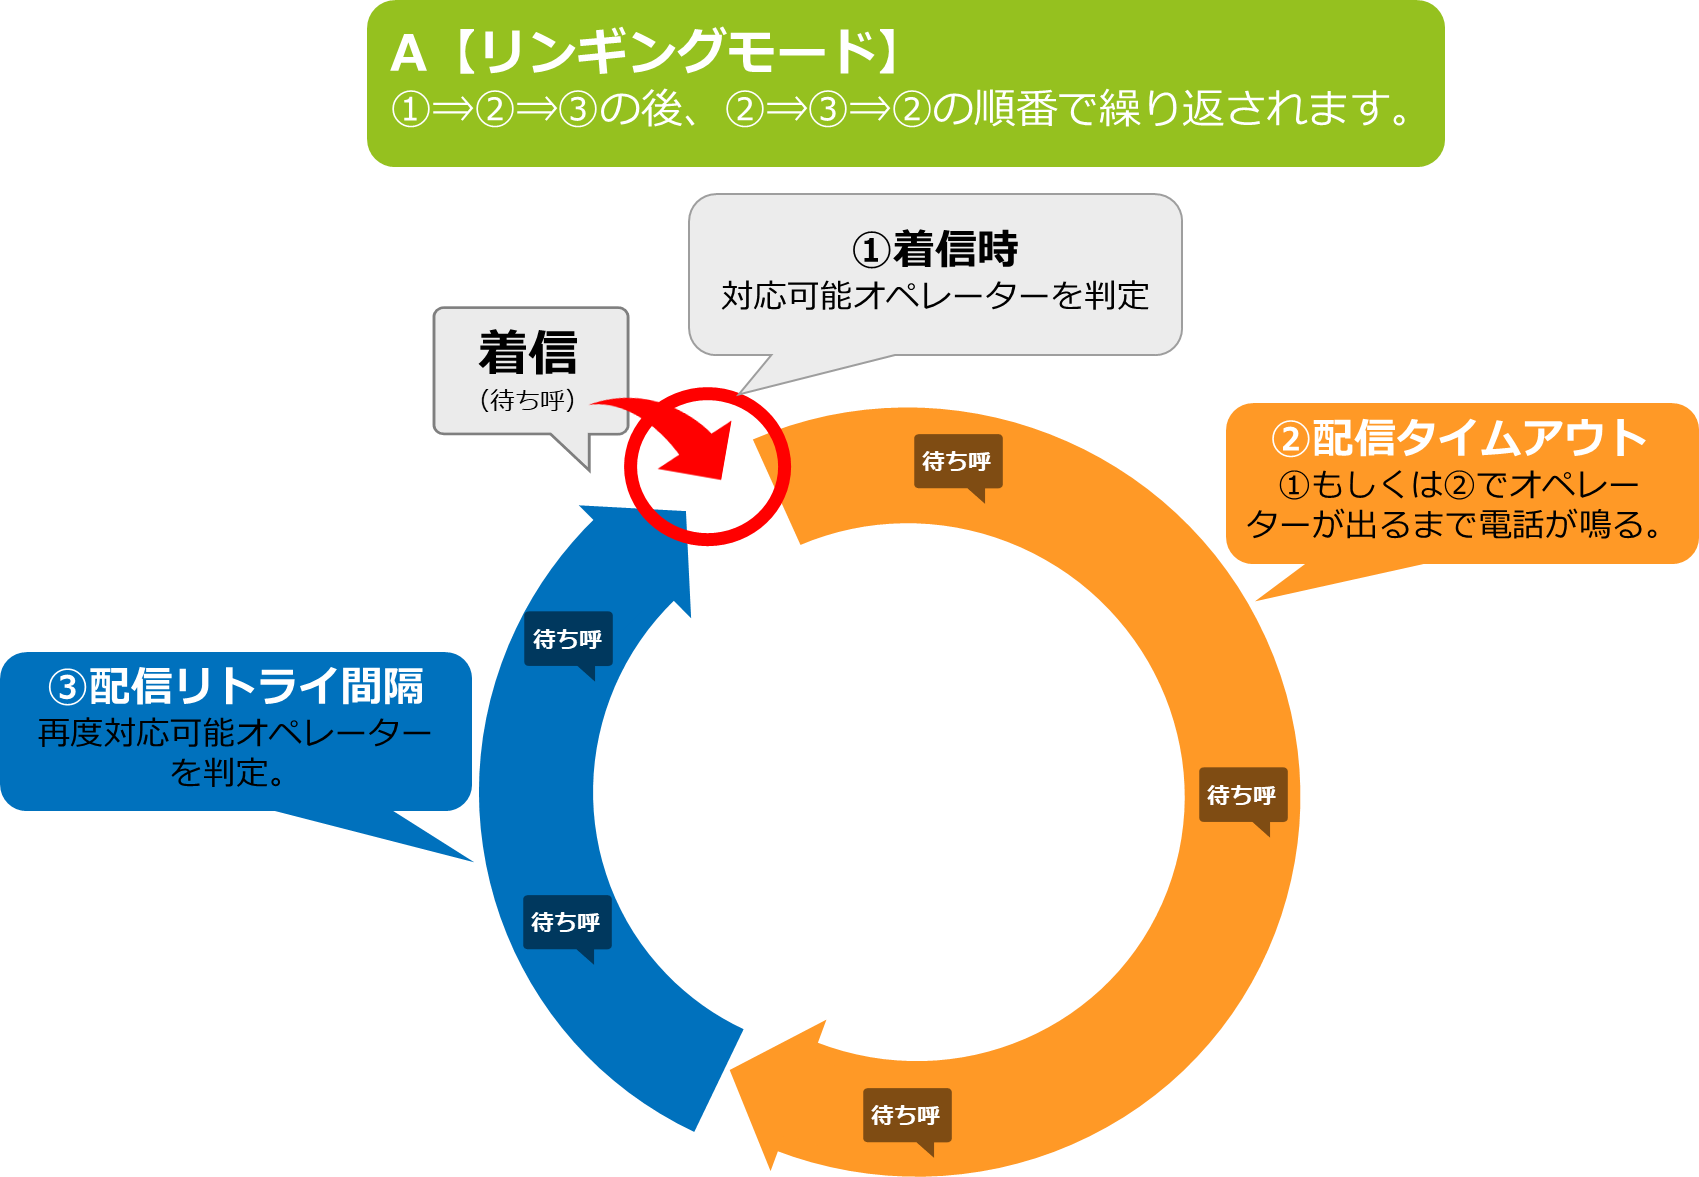 A【リンギングモード】
①⇒②⇒③の後、②⇒③⇒②の順番で繰り返されます。
①着信時
対応可能オペレーターを判定
着信
（待ち呼）
②配信タイムアウト
①もしくは②でオペレー
ターが出るまで電話が鳴る。
待ち呼
待ち呼
③配信リトライ間隔
再度対応可能オペレーター
を判定。
待ち呼
待ち呼
待ち呼